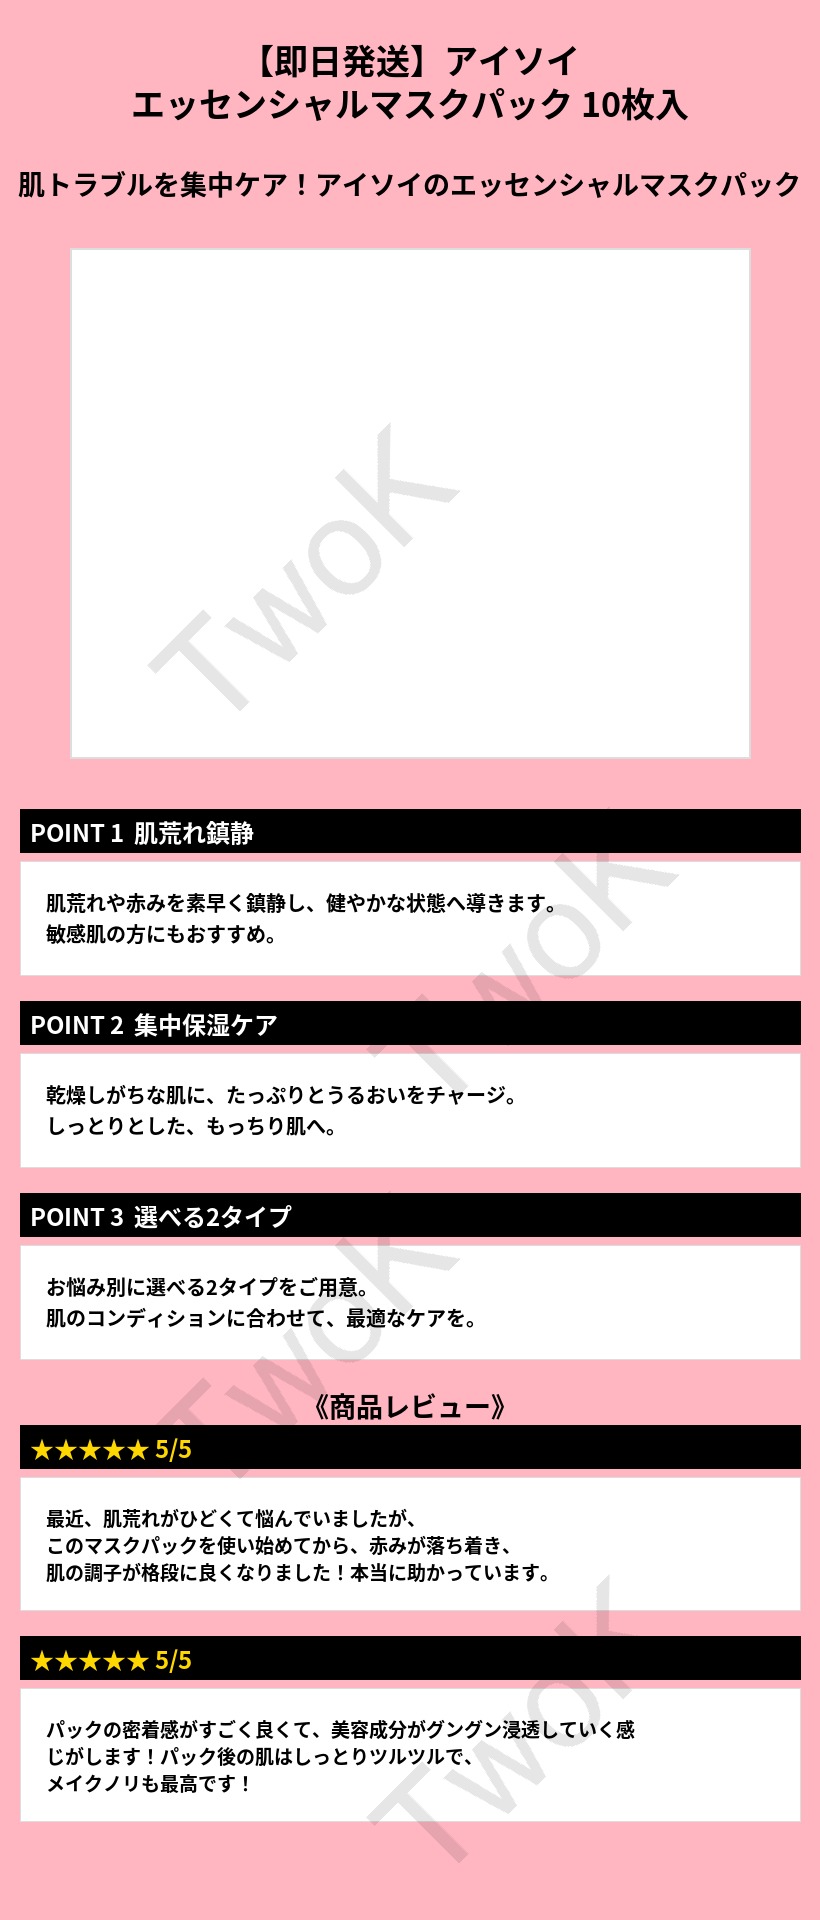 【即日発送】アイソイ
エッセンシャルマスクパック 10枚入
肌トラブルを集中ケア！アイソイのエッセンシャルマスクパック
TwoK
POINT 1 肌荒れ鎮静
肌荒れや赤みを素早く鎮静し、健やかな状態へ導きます。
敏感肌の方にもおすすめ。
TwoK
POINT 2 集中保湿ケア
乾燥しがちな肌に、たっぷりとうるおいをチャージ。
しっとりとした、もっちり肌へ。
POINT 3 選べる2タイプ
お悩み別に選べる2タイプをご用意。
肌のコンディションに合わせて、最適なケアを。
TwoK
《商品レビュー》
★★★★★ 5/5
最近、肌荒れがひどくて悩んでいましたが、
このマスクパックを使い始めてから、赤みが落ち着き、
肌の調子が格段に良くなりました！本当に助かっています。
★★★★★ 5/5
パックの密着感がすごく良くて、美容成分がグングン浸透していく感
じがします！パック後の肌はしっとりツルツルで、
メイクノリも最高です！
TwoK